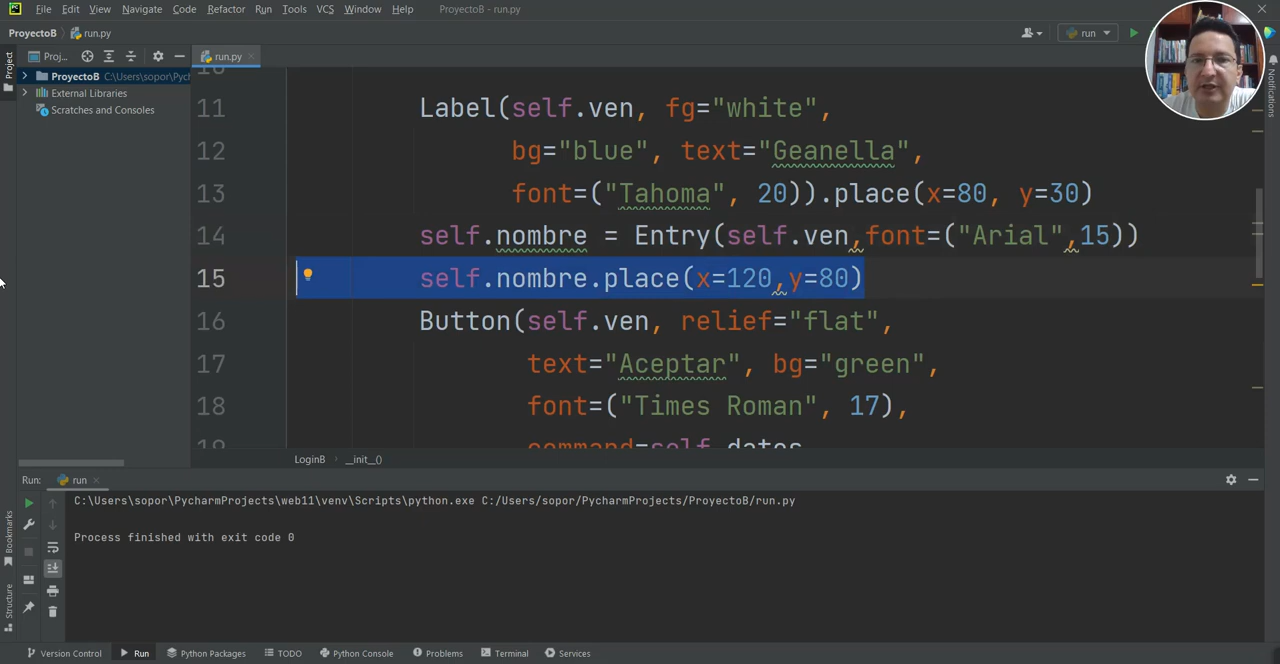 File Edit View Navigate Code Refactor Run Tools VCS Window Help ProyectoB - run.py
ProyectoB run.py run
Project Proj... run.py
ProyectoB C:\Users\sopor\Pych
External Libraries
Scratches and Consoles
Notifications
11 Label(self.ven, fg="white",
12 bg="blue", text="Geanella",
13 font=("Tahoma", 20)).place(x=80, y=30)
14 self.nombre = Entry(self.ven,font=("Arial",15))
15 self.nombre.place(x=120,y=80)
16 Button(self.ven, relief="flat",
17 text="Aceptar", bg="green",
18 font=("Times Roman", 17),
19 command=self.datos
LoginB __init__()
Run: run
C:\Users\sopor\PycharmProjects\web11\venv\Scripts\python.exe C:/Users/sopor/PycharmProjects/ProyectoB/run.py
Process finished with exit code 0
Bookmarks
Structure
Version Control Run Python Packages TODO Python Console Problems Terminal Services